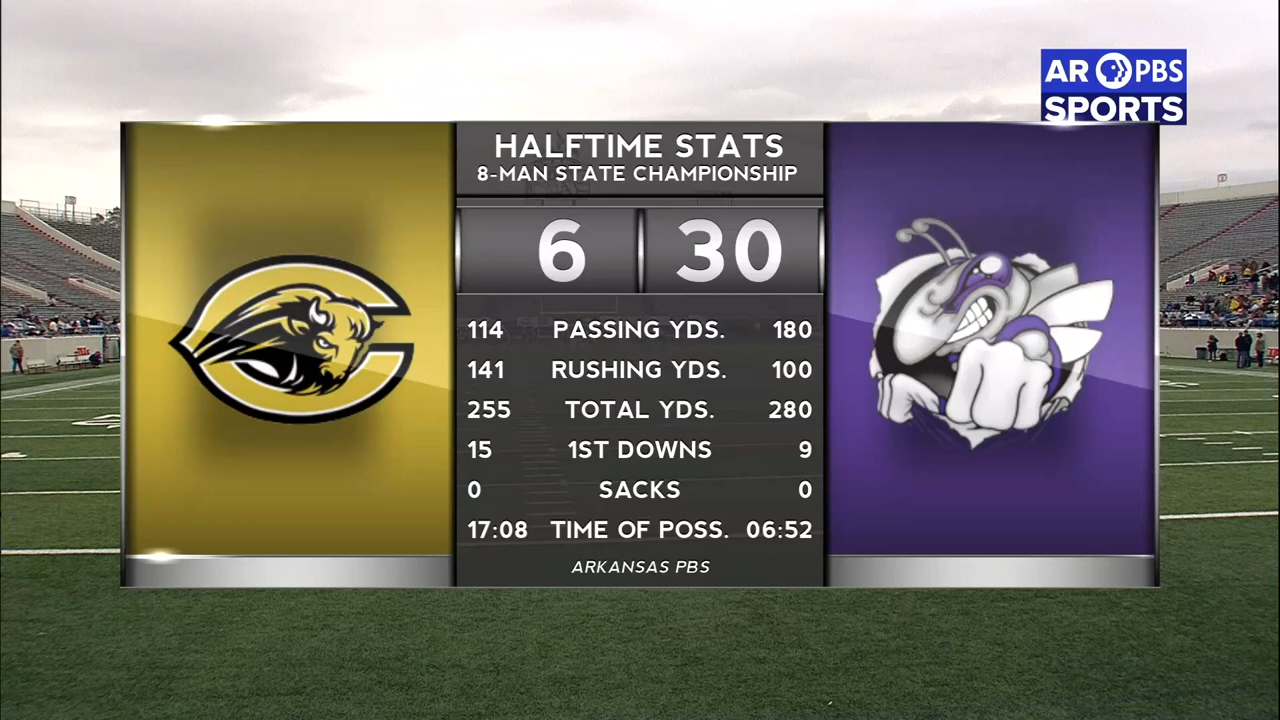 AR PBS
SPORTS
HALFTIME STATS
8-MAN STATE CHAMPIONSHIP
6 30
114 PASSING YDS. 180
141 RUSHING YDS. 100
255 TOTAL YDS. 280
15 1ST DOWNS 9
0 SACKS 0
17:08 TIME OF POSS. 06:52
ARKANSAS PBS